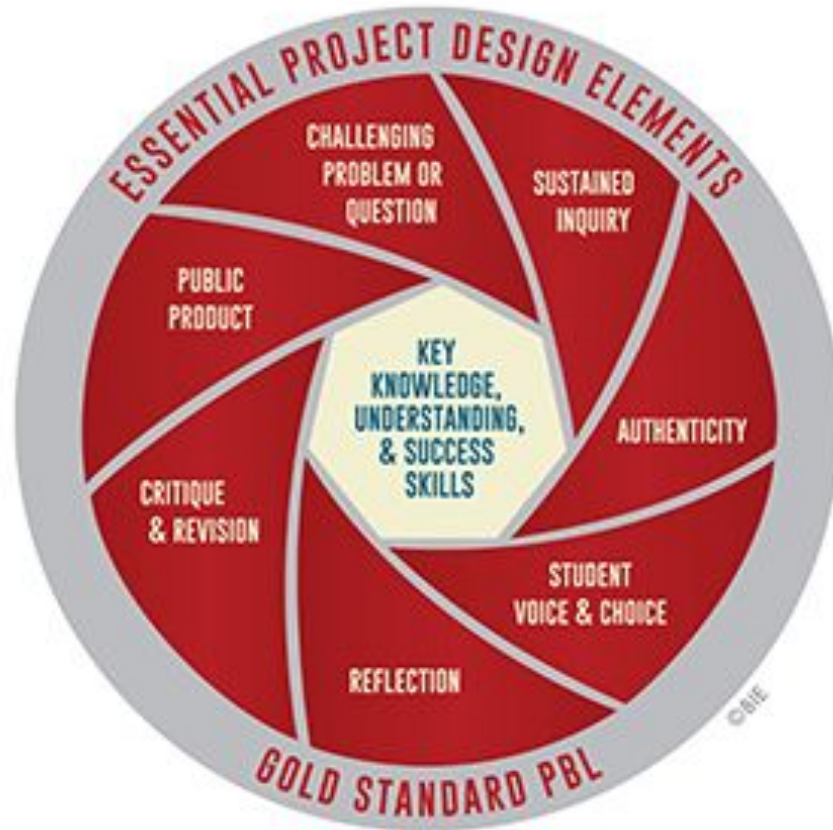 ESSENTIAL PROJECT DESIGN ELEMENTS
CHALLENGING
PROBLEM OR
QUESTION
SUSTAINED
INQUIRY
AUTHENTICITY
STUDENT
VOICE & CHOICE
REFLECTION
CRITIQUE
& REVISION
PUBLIC
PRODUCT
KEY
KNOWLEDGE,
UNDERSTANDING,
& SUCCESS
SKILLS
GOLD STANDARD PBL
©BIE